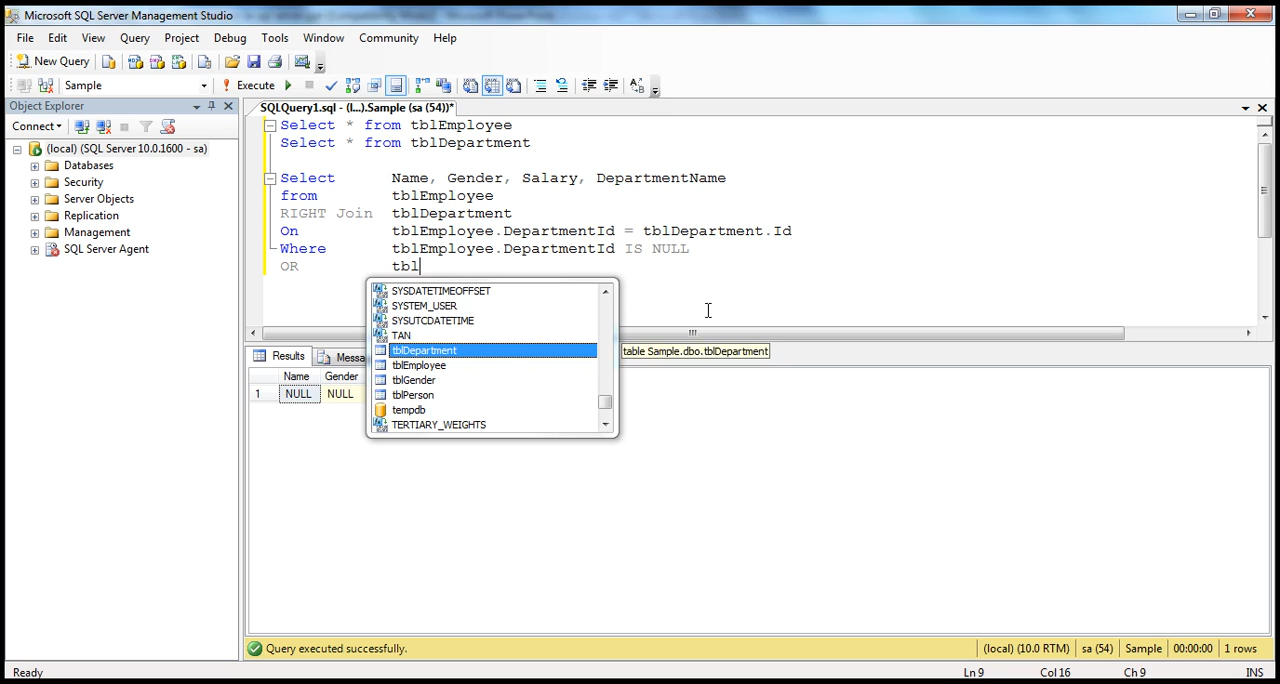 Microsoft SQL Server Management Studio
File Edit View Query Project Debug Tools Window Community Help
New Query
Sample Execute
Object Explorer
SQLQuery1.sql - (l...).Sample (sa (54))*
Connect
(local) (SQL Server 10.0.1600 - sa)
Databases
Security
Server Objects
Replication
Management
SQL Server Agent
Select * from tblEmployee
Select * from tblDepartment
Select Name, Gender, Salary, DepartmentName
from tblEmployee
RIGHT Join tblDepartment
On tblEmployee.DepartmentId = tblDepartment.Id
Where tblEmployee.DepartmentId IS NULL
OR tbl
SYSDATETIMEOFFSET
SYSTEM_USER
SYSUTCDATETIME
TAN
tblDepartment
tblEmployee
tblGender
tblPerson
tempdb
TERTIARY_WEIGHTS
table Sample.dbo.tblDepartment
Results Messa
Name Gender
1 NULL NULL
Query executed successfully.
(local) (10.0 RTM) sa (54) Sample 00:00:00 1 rows
Ready Ln 9 Col 16 Ch 9 INS